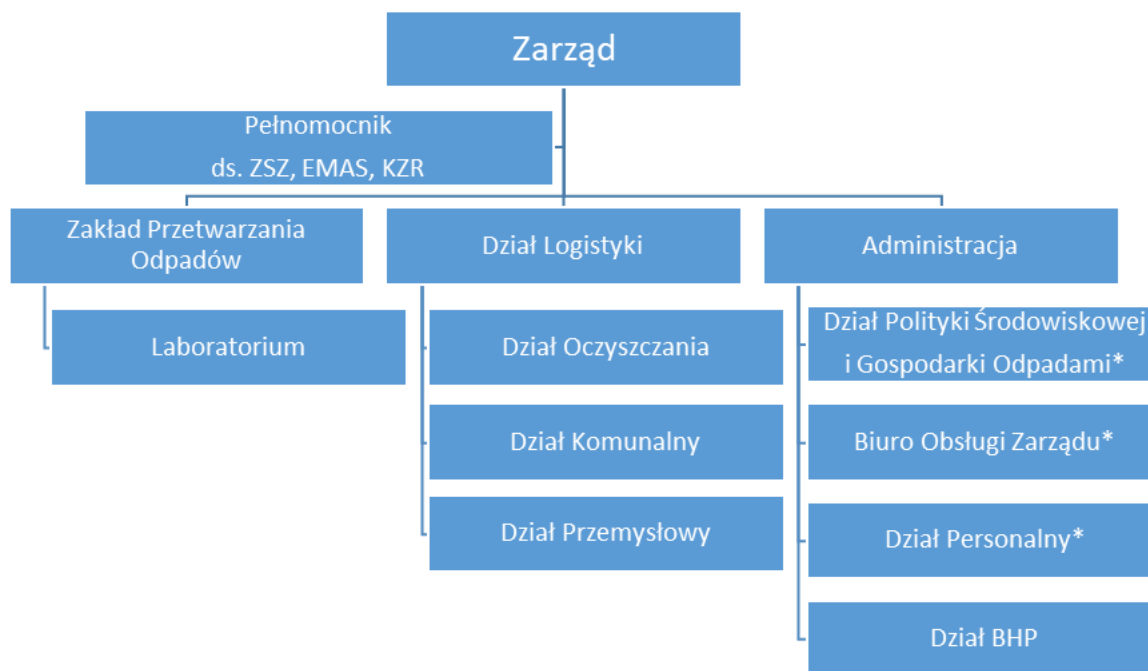 Zarząd
Pełnomocnik
ds. ZSZ, EMAS, KZR
Zakład Przetwarzania
Odpadów
Laboratorium
Dział Logistyki
Dział Oczyszczania
Dział Komunalny
Dział Przemysłowy
Administracja
Dział Polityki Środowiskowej
i Gospodarki Odpadami*
Biuro Obsługi Zarządu*
Dział Personalny*
Dział BHP